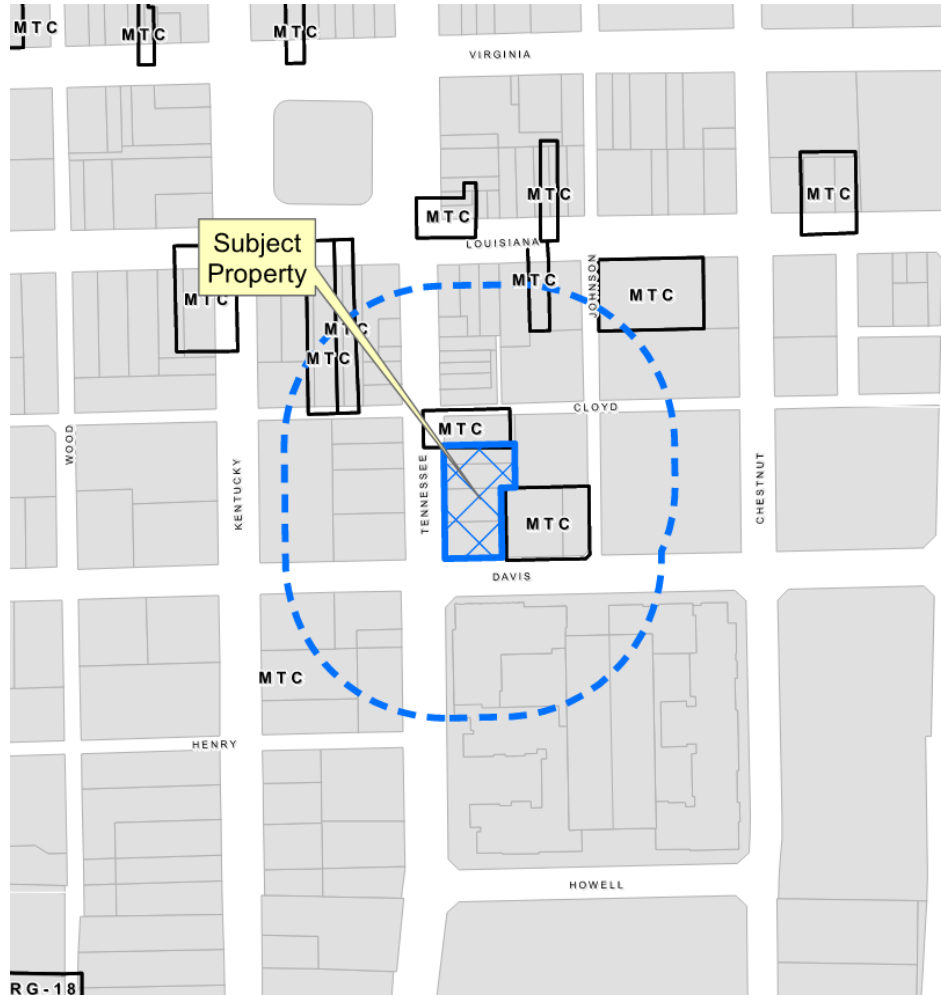 MTC
MTC
MTC
VIRGINIA
MTC
MTC
MTC
LOUISIANA
Subject
Property
MTC
MTC
JOHNSON
MTC
MTC
MTC
CLOYD
MTC
WOOD
KENTUCKY
TENNESSEE
CHESTNUT
MTC
DAVIS
MTC
HENRY
HOWELL
RG-18